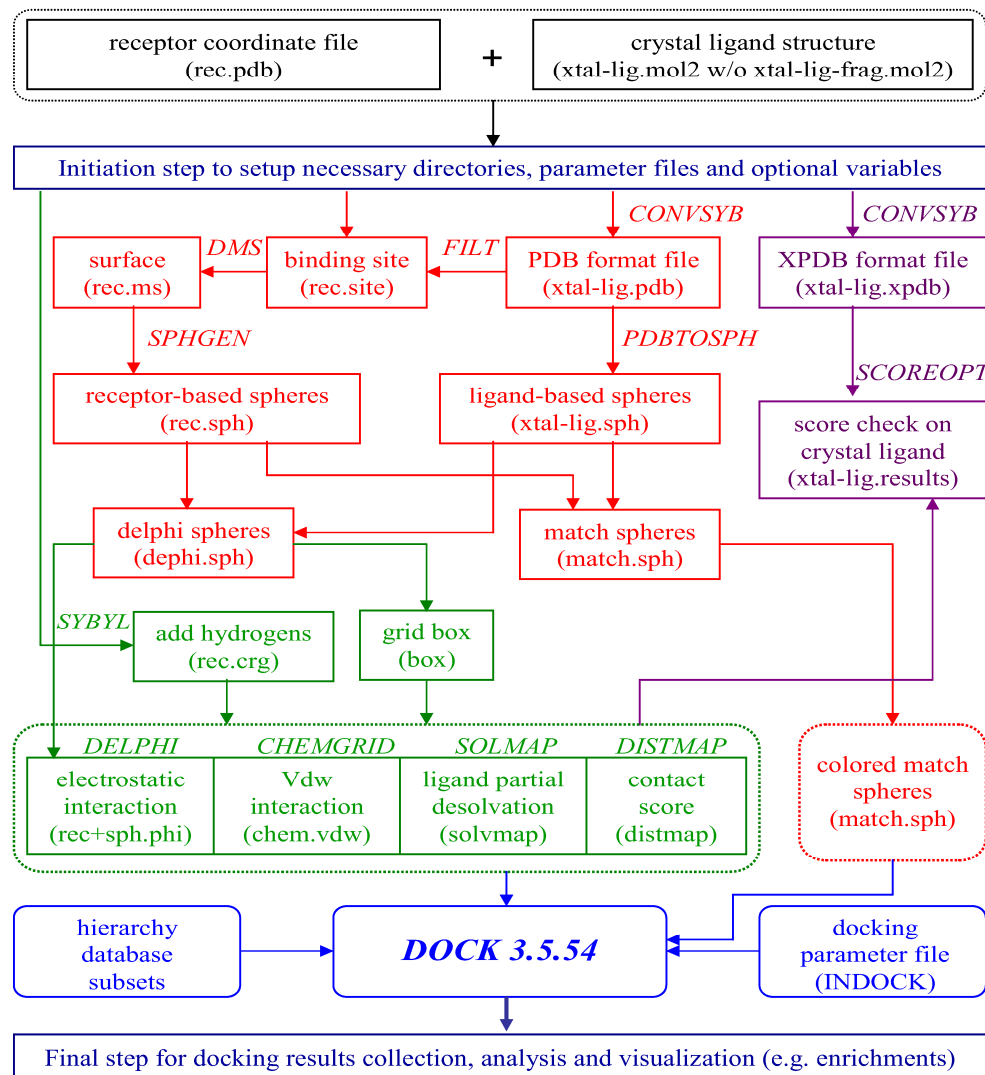 receptor coordinate file
(rec.pdb)
+
crystal ligand structure
(xtal-lig.mol2 w/o xtal-lig-frag.mol2)
Initiation step to setup necessary directories, parameter files and optional variables
CONVSYB
CONVSYB
surface
(rec.ms)
DMS
binding site
(rec.site)
FILT
PDB format file
(xtal-lig.pdb)
XPDB format file
(xtal-lig.xpdb)
SPHGEN
PDBTOSPH
SCOREOPT
receptor-based spheres
(rec.sph)
ligand-based spheres
(xtal-lig.sph)
score check on
crystal ligand
(xtal-lig.results)
delphi spheres
(dephi.sph)
match spheres
(match.sph)
SYBYL
add hydrogens
(rec.crg)
grid box
(box)
DELPHI
CHEMGRID
SOLMAP
DISTMAP
electrostatic
interaction
(rec+sph.phi)
Vdw
interaction
(chem.vdw)
ligand partial
desolvation
(solvmap)
contact
score
(distmap)
colored match
spheres
(match.sph)
hierarchy
database
subsets
DOCK 3.5.54
docking
parameter file
(INDOCK)
Final step for docking results collection, analysis and visualization (e.g. enrichments)